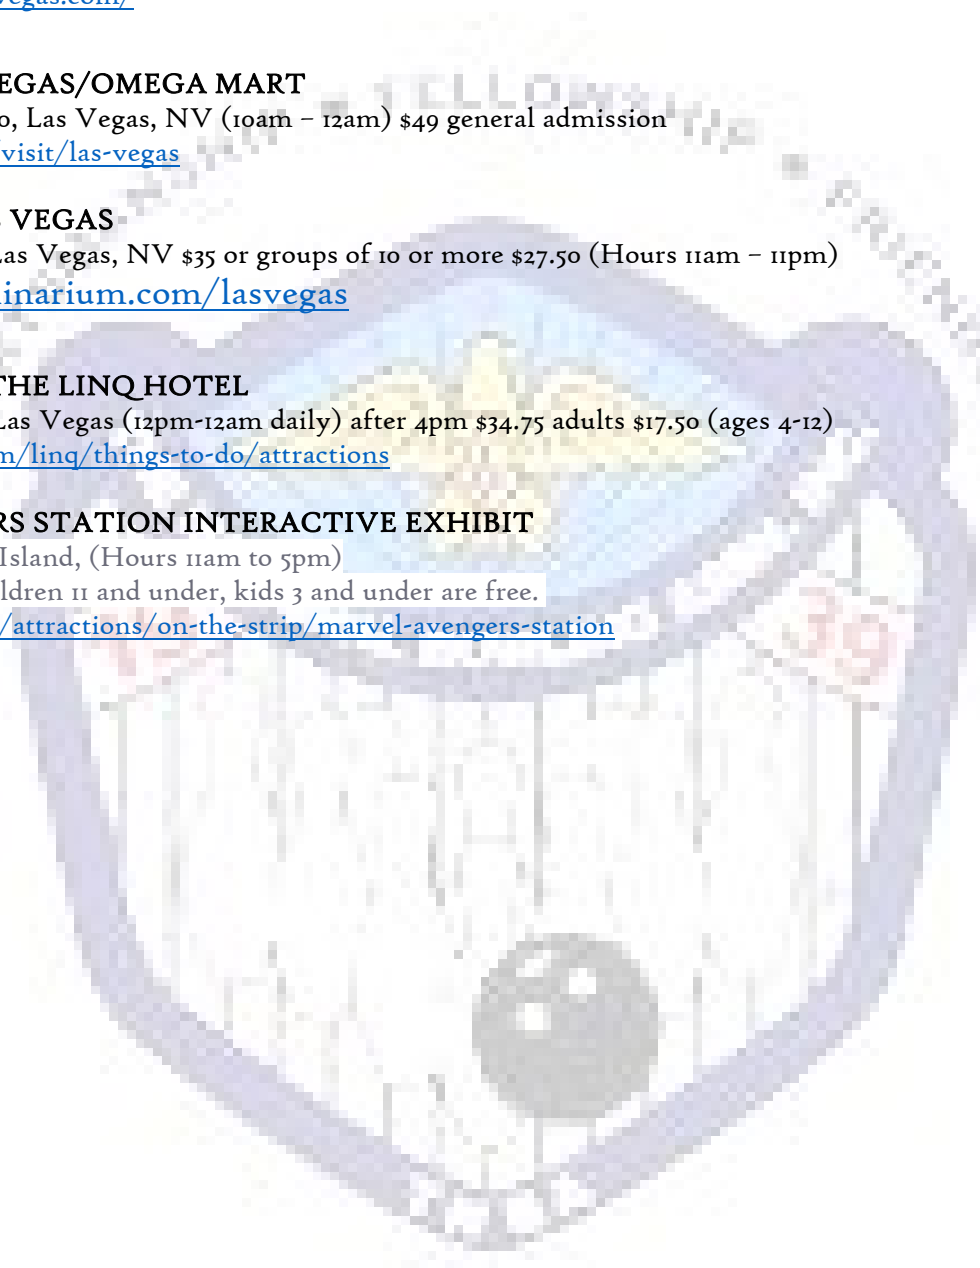 vegas.com/
EGAS/OMEGA MART
0, Las Vegas, NV (10am – 12am) $49 general admission
/visit/las-vegas
VEGAS
Las Vegas, NV $35 or groups of 10 or more $27.50 (Hours 11am – 11pm)
inarium.com/lasvegas
THE LINQ HOTEL
Las Vegas (12pm-12am daily) after 4pm $34.75 adults $17.50 (ages 4-12)
m/linq/things-to-do/attractions
RS STATION INTERACTIVE EXHIBIT
Island, (Hours 11am to 5pm)
ldren 11 and under, kids 3 and under are free.
/attractions/on-the-strip/marvel-avengers-station
39